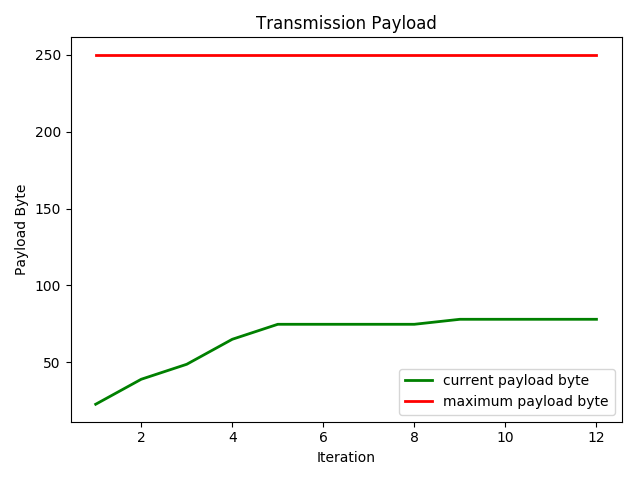 Transmission Payload
Payload Byte
250
200
150
100
50
2
4
6
8
10
12
Iteration
current payload byte
maximum payload byte